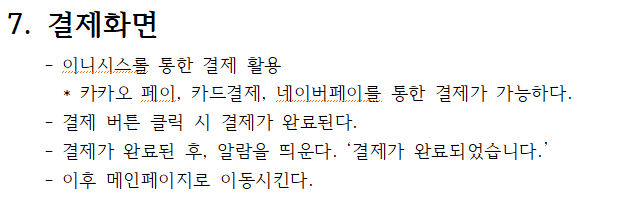 7. 결제화면
- 이니시스를 통한 결제 활용
* 카카오 페이, 카드결제, 네이버페이를 통한 결제가 가능하다.
- 결제 버튼 클릭 시 결제가 완료된다.
- 결제가 완료된 후, 알람을 띄운다. ‘결제가 완료되었습니다.’
- 이후 메인페이지로 이동시킨다.